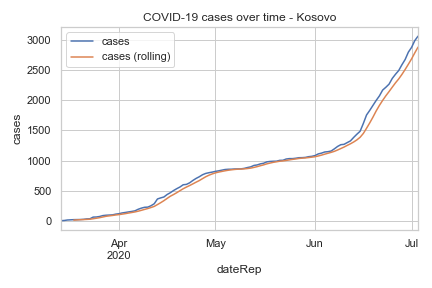 COVID-19 cases over time - Kosovo
cases
cases (rolling)
3000
2500
2000
1500
1000
500
0
cases
Apr
2020
May
Jun
Jul
dateRep